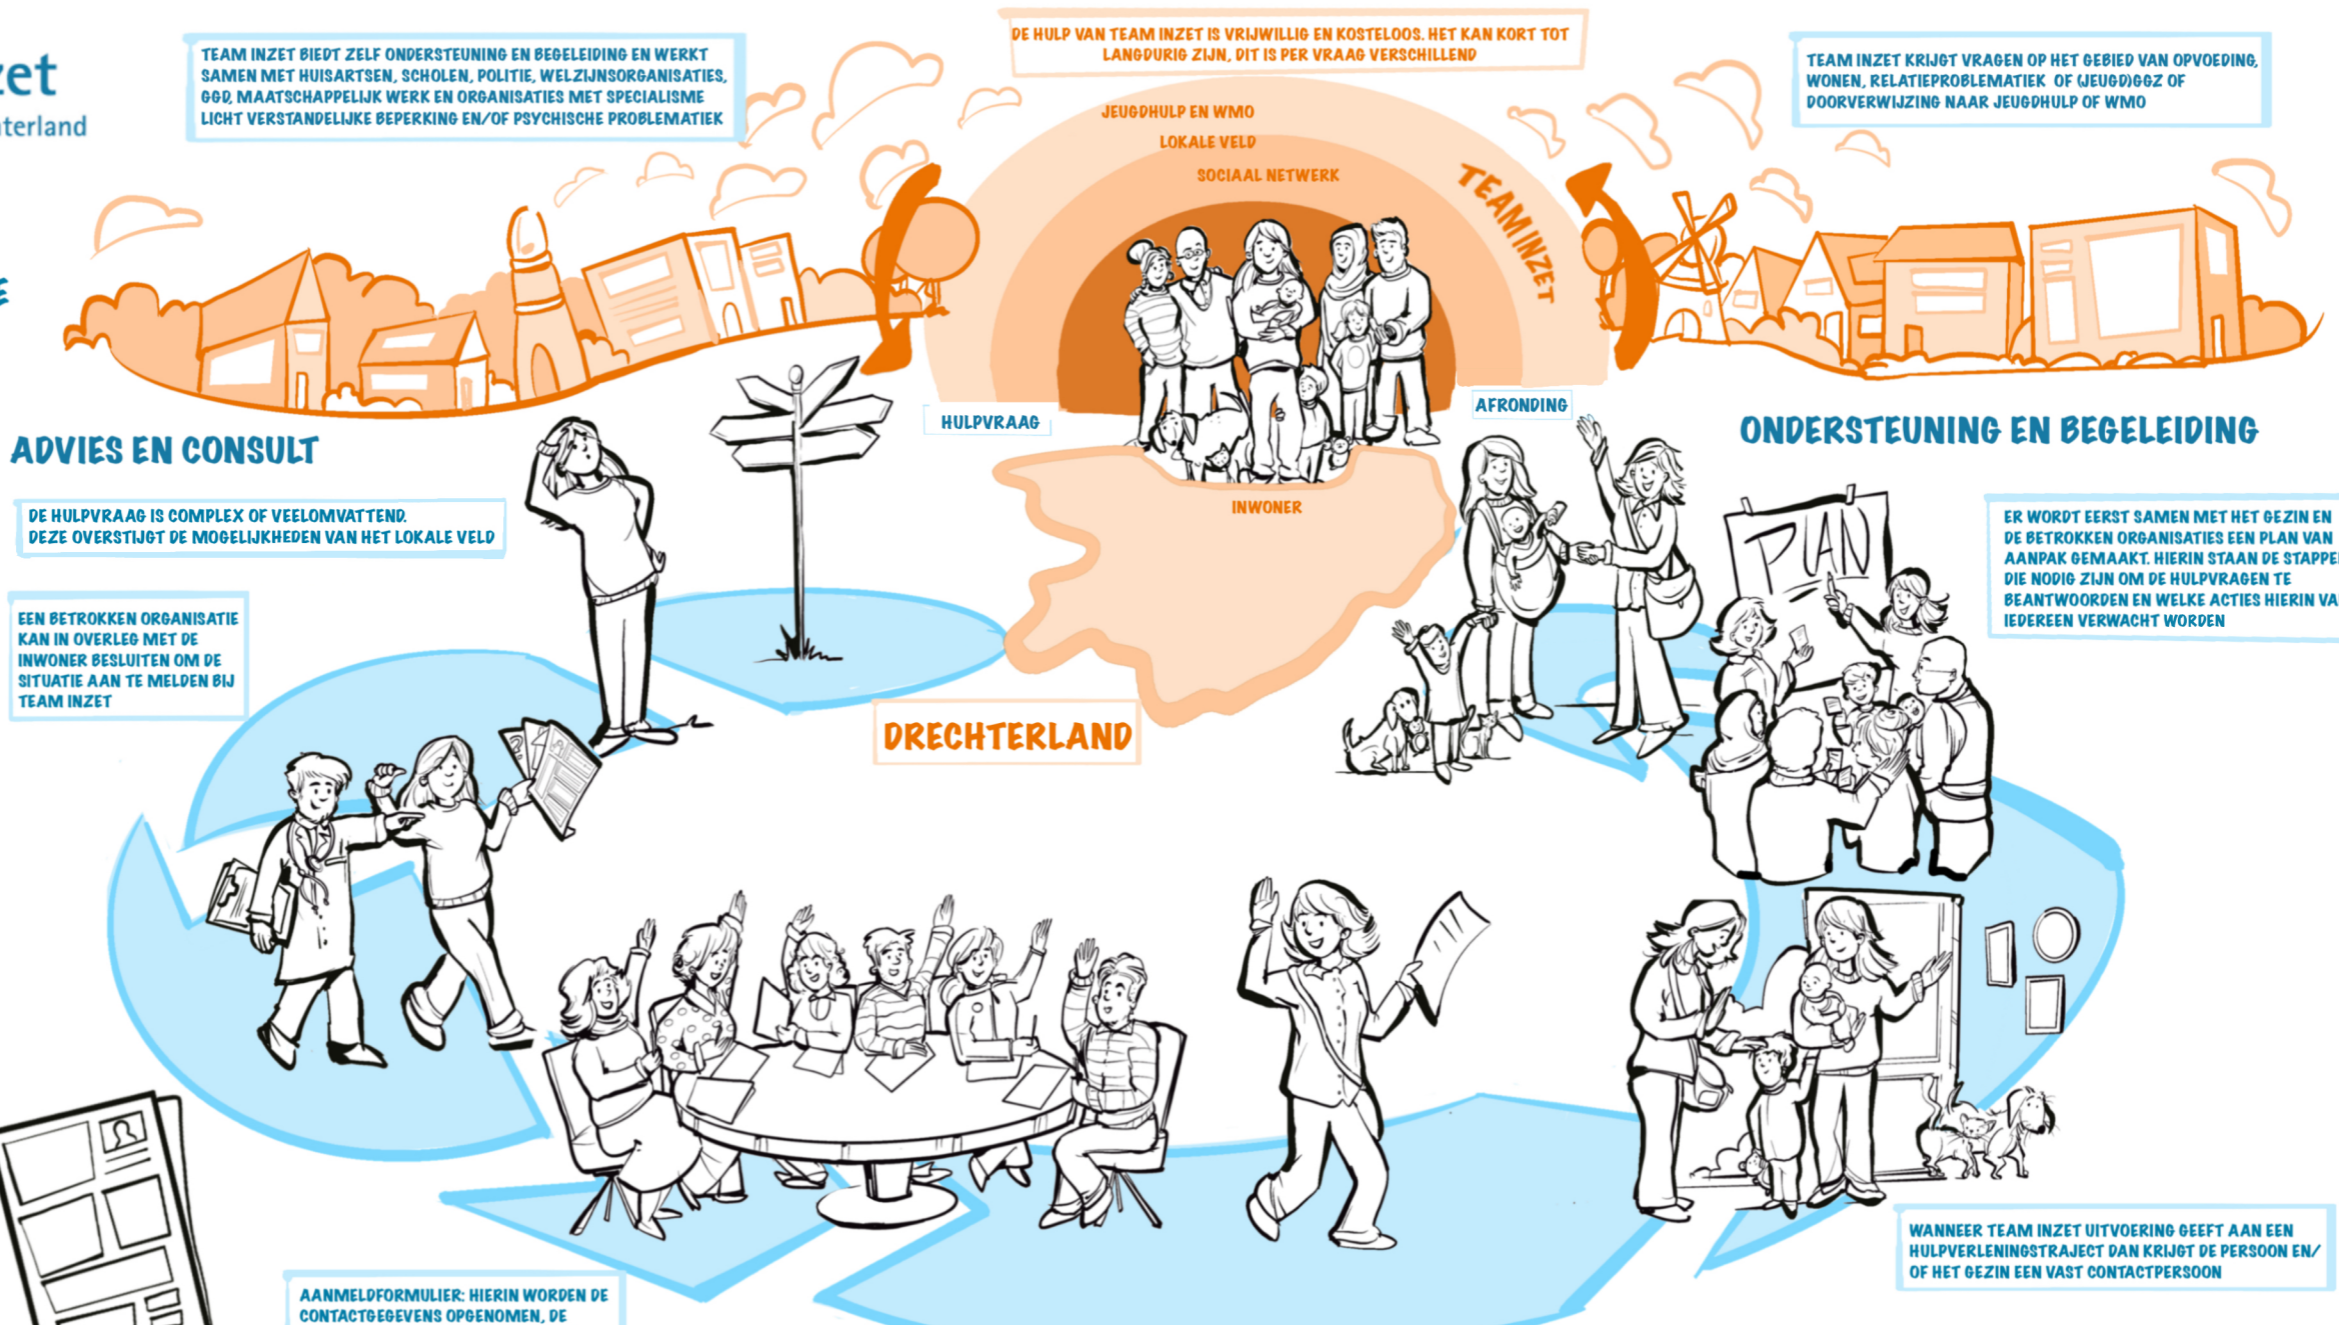 TEAM INZET BIEDT ZELF ONDERSTEUNING EN BEGELEIDING EN WERKT
SAMEN MET HUISARTSEN, SCHOLEN, POLITIE, WELZIJNSORGANISATIES,
GGD, MAATSCHAPPELIJK WERK EN ORGANISATIES MET SPECIALISME
LICHT VERSTANDELIJKE BEPERKING EN/OF PSYCHISCHE PROBLEMATIEK
DE HULP VAN TEAM INZET IS VRIJWILLIG EN KOSTELOOS. HET KAN KORT TOT
LANGDURIG ZIJN, DIT IS PER VRAAG VERSCHILLEND
TEAM INZET KRIJGT VRAGEN OP HET GEBIED VAN OPVOEDING,
WONEN, RELATIEPROBLEMATIEK OF (JEUGD)GGZ OF
DOORVERWIJZING NAAR JEUGDHULP OF WMO
zet
terland
JEUGDHULP EN WMO
LOKALE VELD
SOCIAAL NETWERK
TEAM INZET
E
HULPVRAAG
AFRONDING
INWONER
DRECHTERLAND
ADVIES EN CONSULT
DE HULPVRAAG IS COMPLEX OF VEELOMVATTEND.
DEZE OVERSTIJGT DE MOGELIJKHEDEN VAN HET LOKALE VELD
EEN BETROKKEN ORGANISATIE
KAN IN OVERLEG MET DE
INWONER BESLUITEN OM DE
SITUATIE AAN TE MELDEN BIJ
TEAM INZET
ONDERSTEUNING EN BEGELEIDING
PLAN
ER WORDT EERST SAMEN MET HET GEZIN EN
DE BETROKKEN ORGANISATIES EEN PLAN VAN
AANPAK GEMAAKT. HIERIN STAAN DE STAPPE
DIE NODIG ZIJN OM DE HULPVRAGEN TE
BEANTWOORDEN EN WELKE ACTIES HIERIN VA
IEDEREEN VERWACHT WORDEN
WANNEER TEAM INZET UITVOERING GEEFT AAN EEN
HULPVERLENINGSTRAJECT DAN KRIJGT DE PERSOON EN/
OF HET GEZIN EEN VAST CONTACTPERSOON
AANMELDFORMULIER: HIERIN WORDEN DE
CONTACTGEGEVENS OPGENOMEN, DE